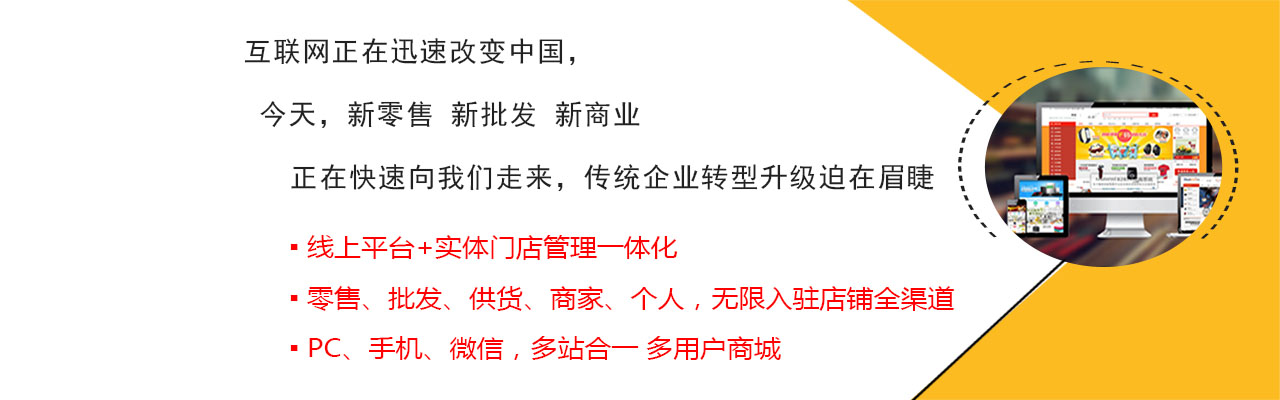 互联网正在迅速改变中国，
今天，新零售 新批发 新商业
正在快速向我们走来，传统企业转型升级迫在眉睫
▪ 线上平台+实体门店管理一体化
▪ 零售、批发、供货、商家、个人，无限入驻店铺全渠道
▪ PC、手机、微信，多站合一 多用户商城